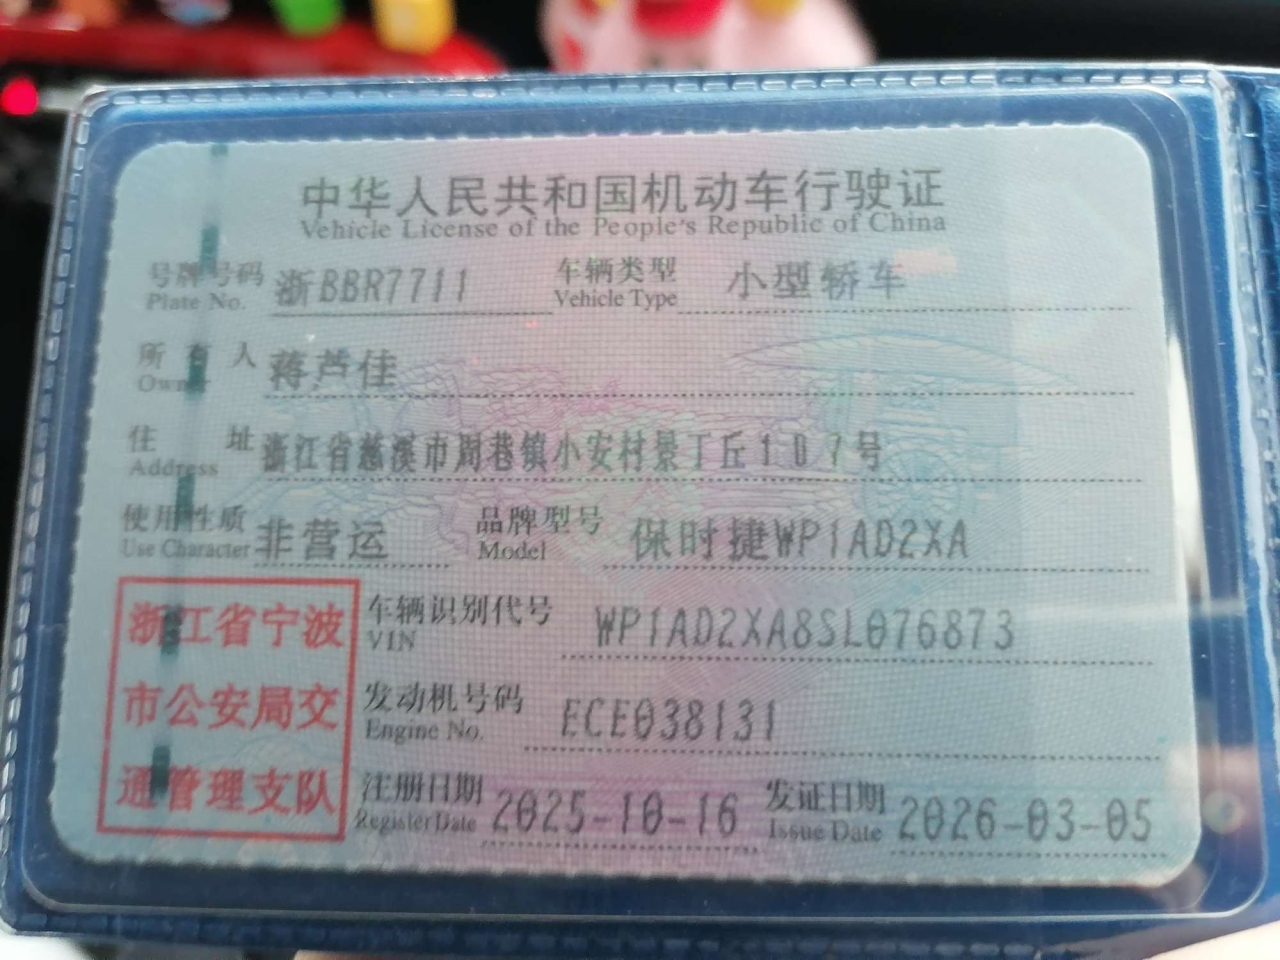 中华人民共和国机动车行驶证
Vehicle License of the People's Republic of China
号牌号码 浙BBR7711 车辆类型 小型轿车
Plate No. Vehicle Type
所有人 蒋芦佳
Owner
住址 浙江省慈溪市周巷镇小安村景丁丘107号
Address
使用性质 非营运 品牌型号 保时捷WP1AD2XA
Use Character Model
浙江省宁波
市公安局交
通管理支队
车辆识别代号 WP1AD2XA8SL076873
VIN
发动机号码 ECE038131
Engine No.
注册日期 2025-10-16 发证日期 2026-03-05
Register Date Issue Date